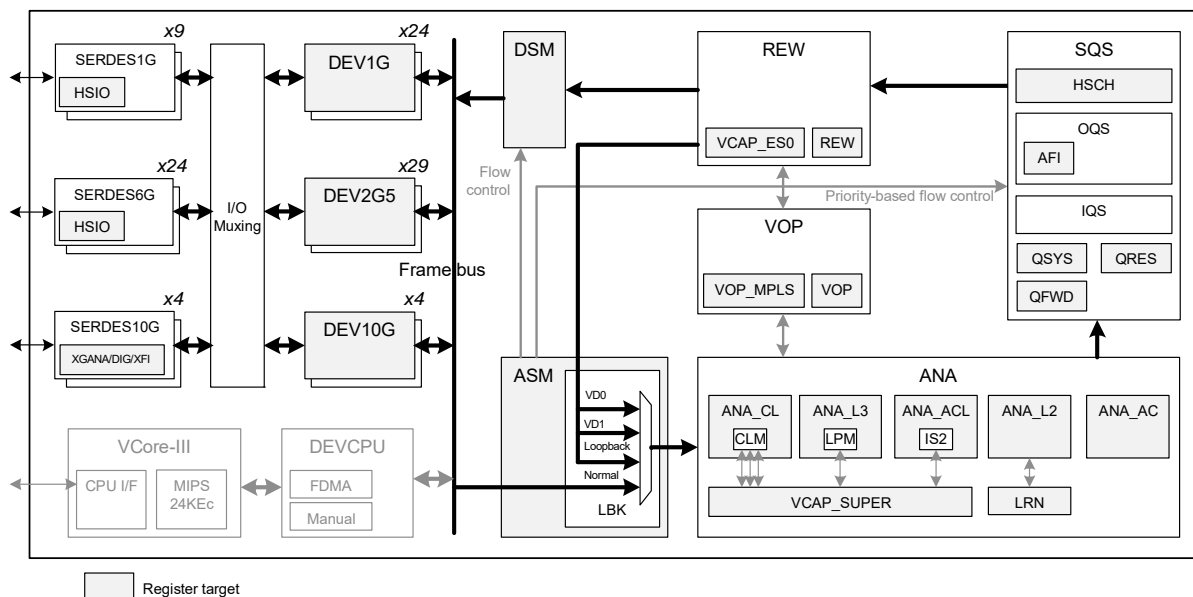 x9
SERDES1G
HSIO
x24
SERDES6G
HSIO
x4
SERDES10G
XGANA/DIG/XFI
I/O
Muxing
x24
DEV1G
x29
DEV2G5
x4
DEV10G
Frame bus
VCore-III
CPU I/F
MIPS
24KEc
DEVCPU
FDMA
Manual
DSM
Flow
control
REW
VCAP_ES0
REW
Priority-based flow control
VOP
VOP_MPLS
VOP
SQS
HSCH
OQS
AFI
IQS
QSYS
QRES
QFWD
ASM
VD0
VD1
Loopback
Normal
LBK
ANA
ANA_CL
CLM
ANA_L3
LPM
ANA_ACL
IS2
ANA_L2
ANA_AC
VCAP_SUPER
LRN
Register target